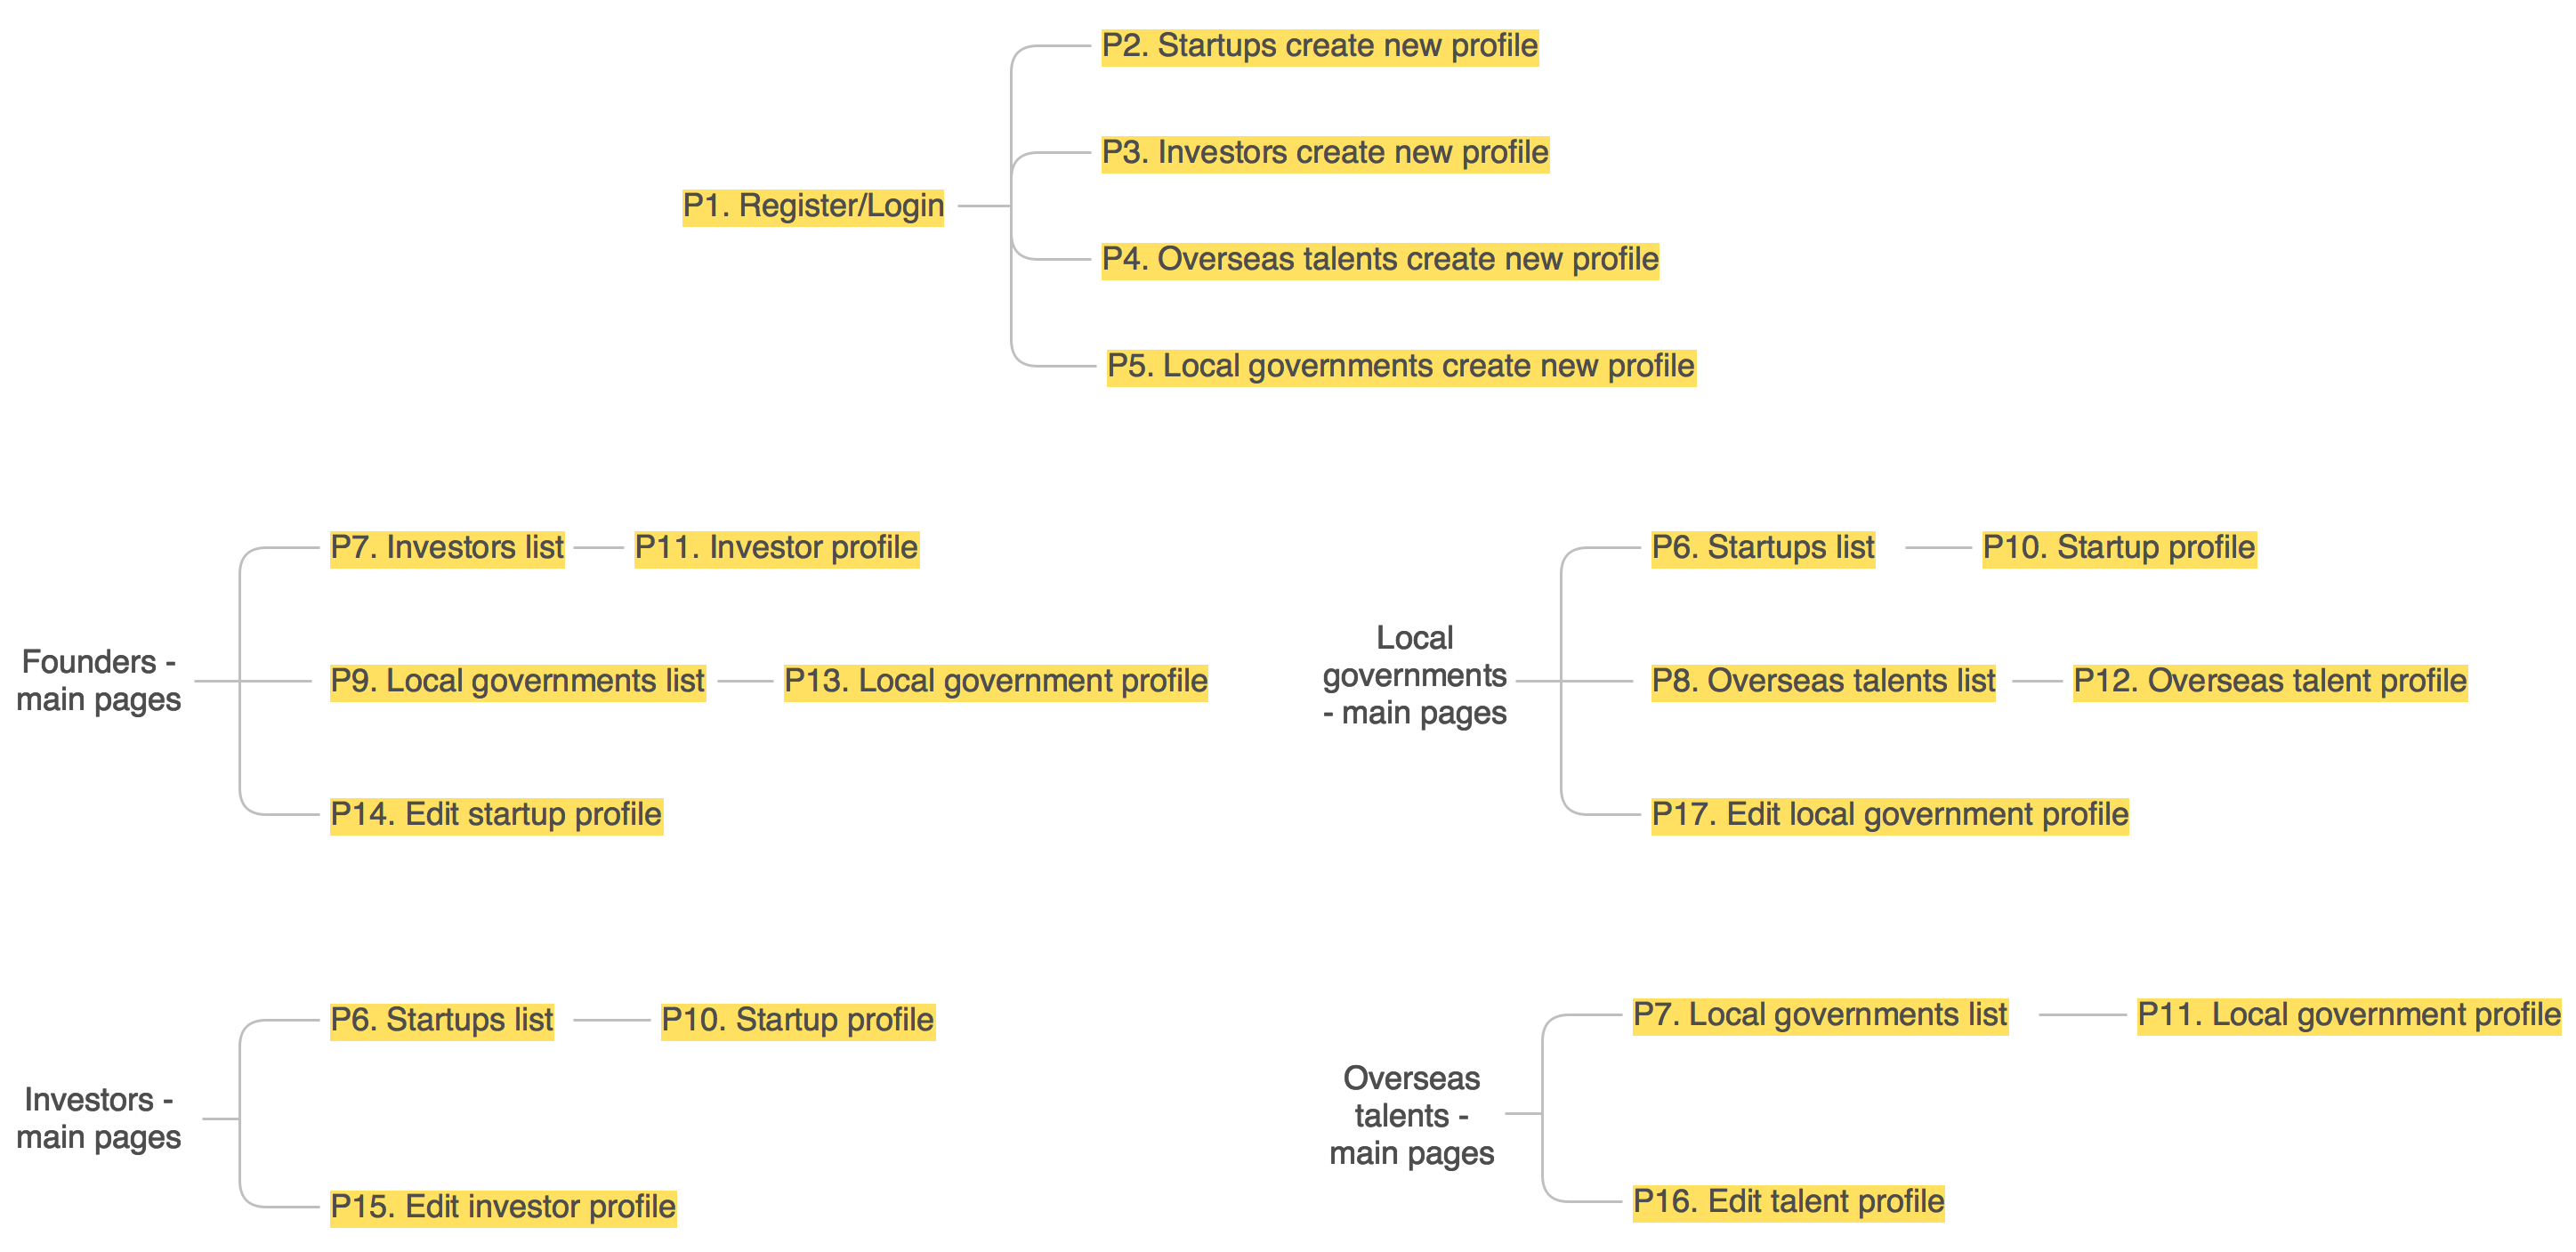 P2. Startups create new profile
P3. Investors create new profile
P1. Register/Login
P4. Overseas talents create new profile
P5. Local governments create new profile
Founders -
main pages
P7. Investors list
P11. Investor profile
P9. Local governments list
P13. Local government profile
P14. Edit startup profile
Local
governments
- main pages
P6. Startups list
P10. Startup profile
P8. Overseas talents list
P12. Overseas talent profile
P17. Edit local government profile
Investors -
main pages
P6. Startups list
P10. Startup profile
P15. Edit investor profile
Overseas
talents -
main pages
P7. Local governments list
P11. Local government profile
P16. Edit talent profile